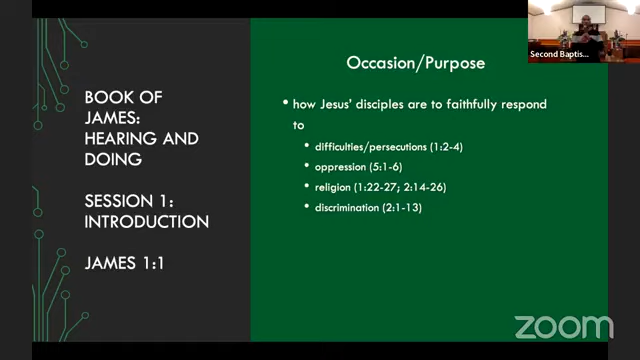 BOOK OF
JAMES:
HEARING AND
DOING
SESSION 1:
INTRODUCTION
JAMES 1:1
Occasion/Purpose
• how Jesus' disciples are to faithfully respond
to
• difficulties/persecutions (1:2-4)
• oppression (5:1-6)
• religion (1:22-27; 2:14-26)
• discrimination (2:1-13)
Second Baptis...
zoom